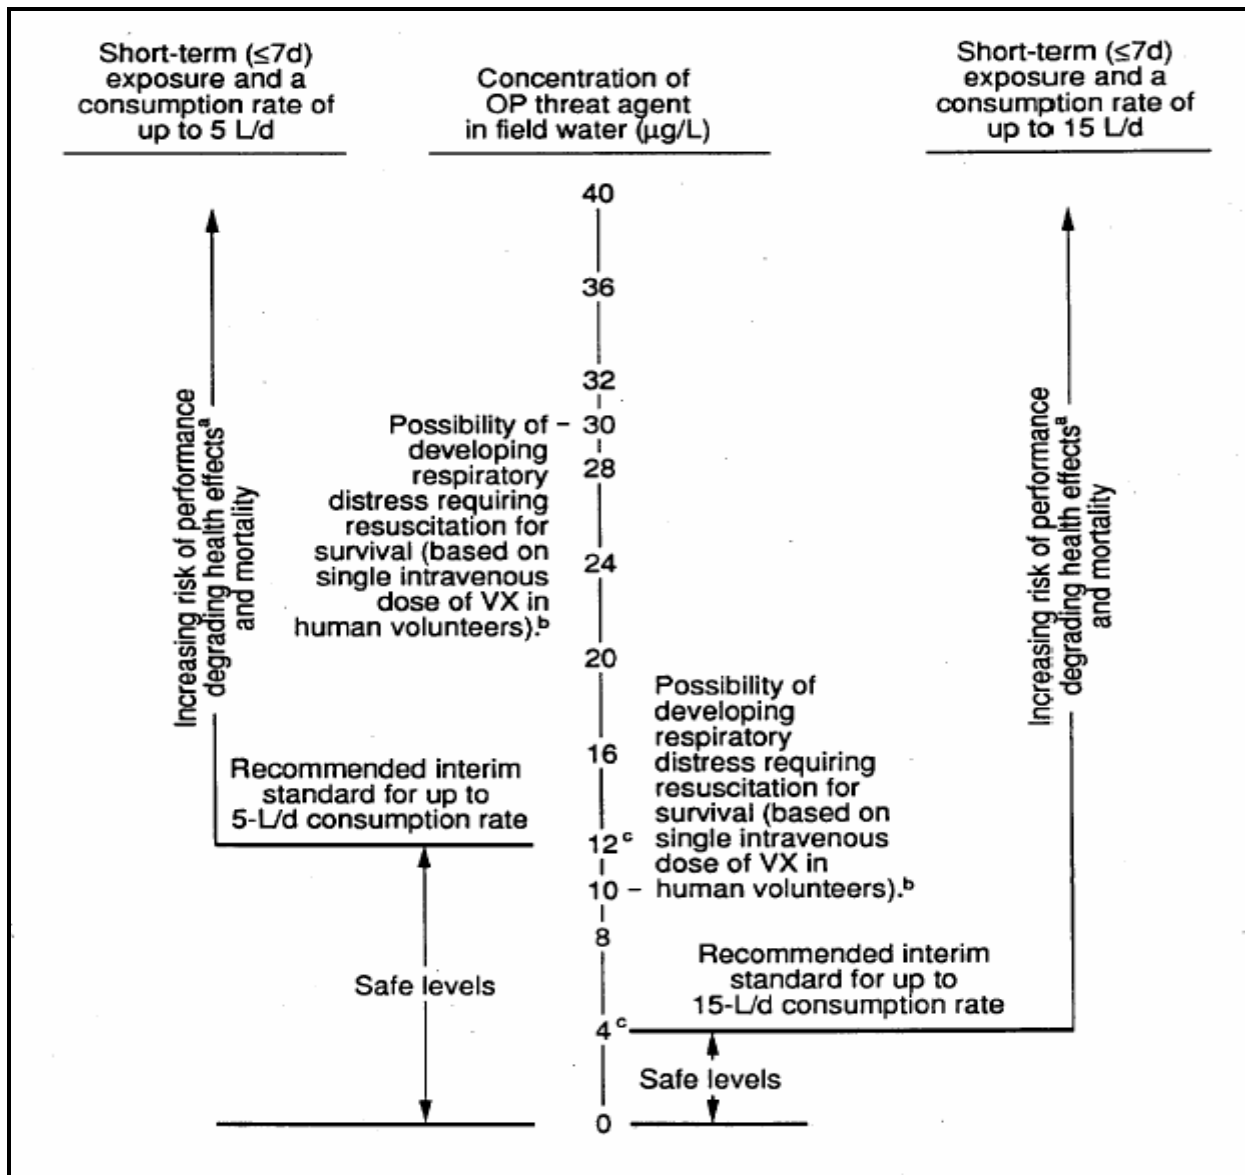 Short-term (≤7d)
exposure and a
consumption rate of
up to 5 L/d
Concentration of
OP threat agent
in field water (μg/L)
Short-term (≤7d)
exposure and a
consumption rate of
up to 15 L/d
40
36
32
30
28
24
20
16
12ᶜ
10
8
4ᶜ
0
Increasing risk of performance
degrading health effectsᵃ
and mortality
Possibility of
developing
respiratory
distress requiring
resuscitation for
survival (based on
single intravenous
dose of VX in
human volunteers).ᵇ
Recommended interim
standard for up to
5-L/d consumption rate
Safe levels
Possibility of
developing
respiratory
distress requiring
resuscitation for
survival (based on
single intravenous
dose of VX in
human volunteers).ᵇ
Recommended interim
standard for up to
15-L/d consumption rate
Safe levels
Increasing risk of performance
degrading health effectsᵃ
and mortality